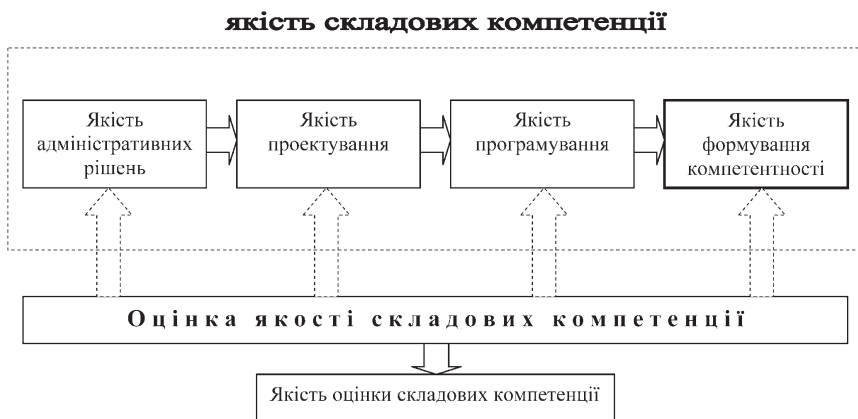 якість складових компетенції
Якість
адміністративних
рішень
Якість
проектування
Якість
програмування
Якість
формування
компетентності
Оцінка якості складових компетенції
Якість оцінки складових компетенції